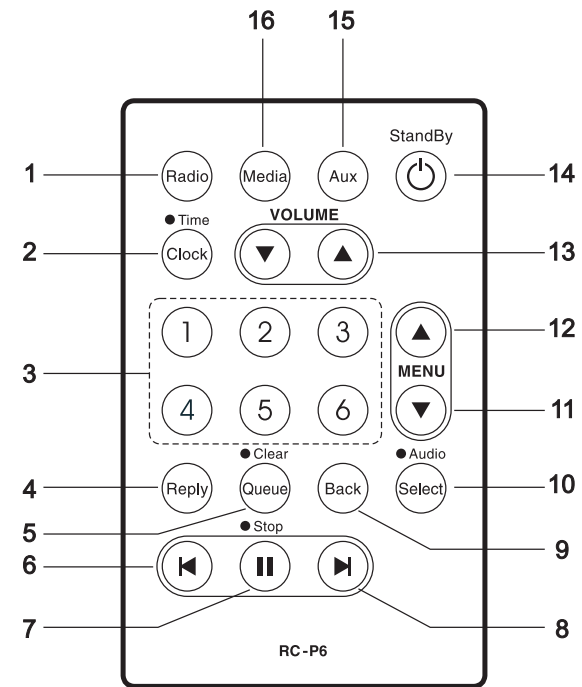 16 15
StandBy
1 Radio Media Aux 14
● Time VOLUME
2 Clock ▼ ▲ 13
1 2 3 ▲ 12
3 MENU
4 5 6 ▼ 11
● Clear ● Audio
4 Reply Queue Back Select 10
5 ● Stop 9
6
7 8
RC-P6